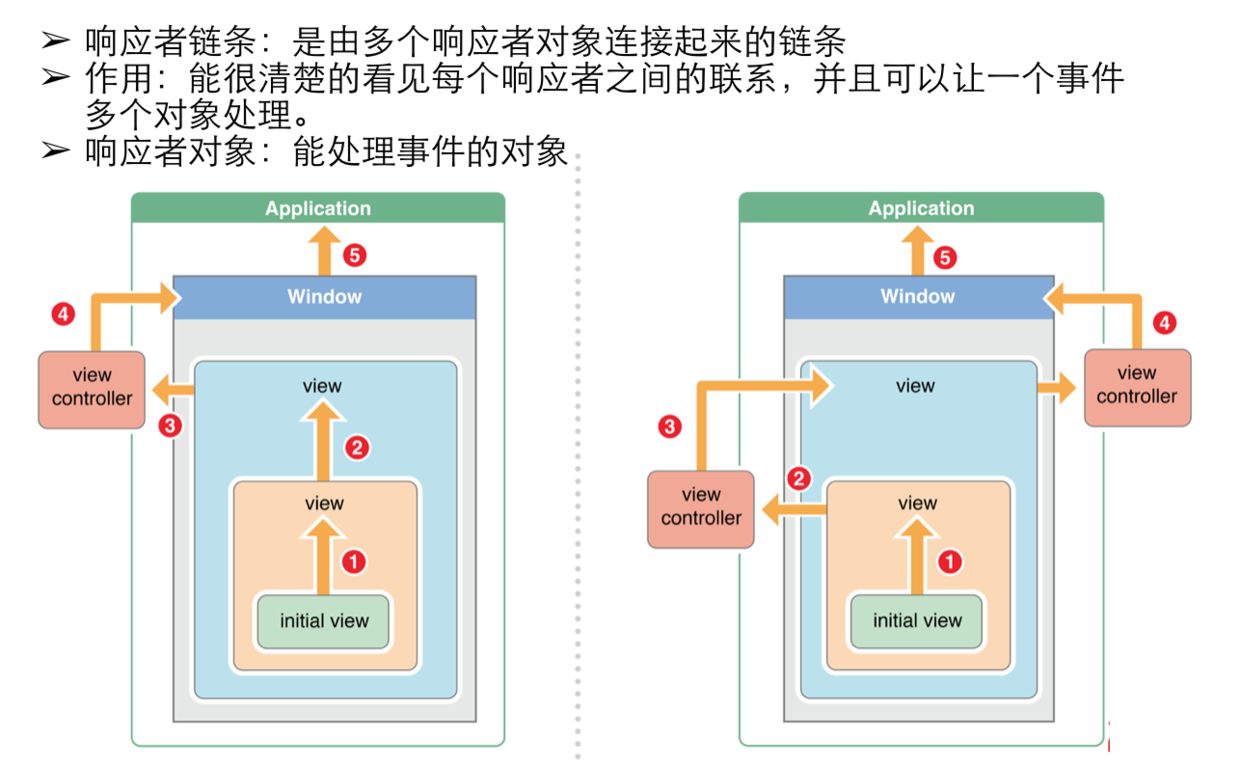 ➢ 响应者链条：是由多个响应者对象连接起来的链条
➢ 作用：能很清楚的看见每个响应者之间的联系，并且可以让一个事件
多个对象处理。
➢ 响应者对象：能处理事件的对象
Application
5
Window
4
view
controller
view
3
2
view
1
initial view
Application
5
Window
4
view
controller
view
3
2
view
controller
view
1
initial view